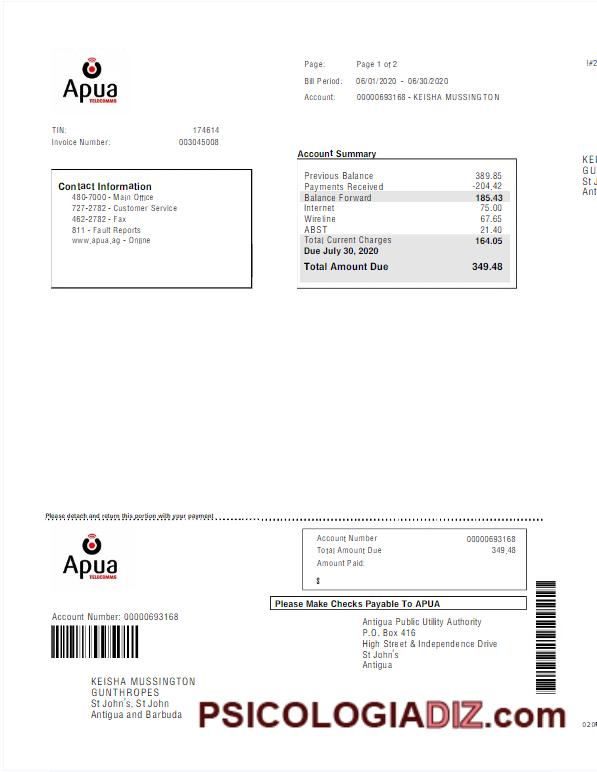 Apua
TELECOMMS
Page: Page 1 of 2
Bill Period: 06/01/2020 - 06/30/2020
Account: 00000693168 - KEISHA MUSSINGTON
TIN: 174614
Invoice Number: 003045008
Contact Information
480-7000 - Main Office
727-2782 - Customer Service
462-2782 - Fax
811 - Fault Reports
www.apua.ag - Online
Account Summary
Previous Balance 389.85
Payments Received -204.42
Balance Forward 185.43
Internet 75.00
Wireline 67.65
ABST 21.40
Total Current Charges 164.05
Due July 30, 2020
Total Amount Due 349.48
Please detach and return this portion with your payment
Apua
TELECOMMS
Account Number 00000693168
Total Amount Due 349.48
Amount Paid:
$
Please Make Checks Payable To APUA
Account Number: 00000693168
Antigua Public Utility Authority
P.O. Box 416
High Street & Independence Drive
St John's
Antigua
KEISHA MUSSINGTON
GUNTHROPES
St John's, St John
Antigua and Barbuda
PSICOLOGIADIZ.com